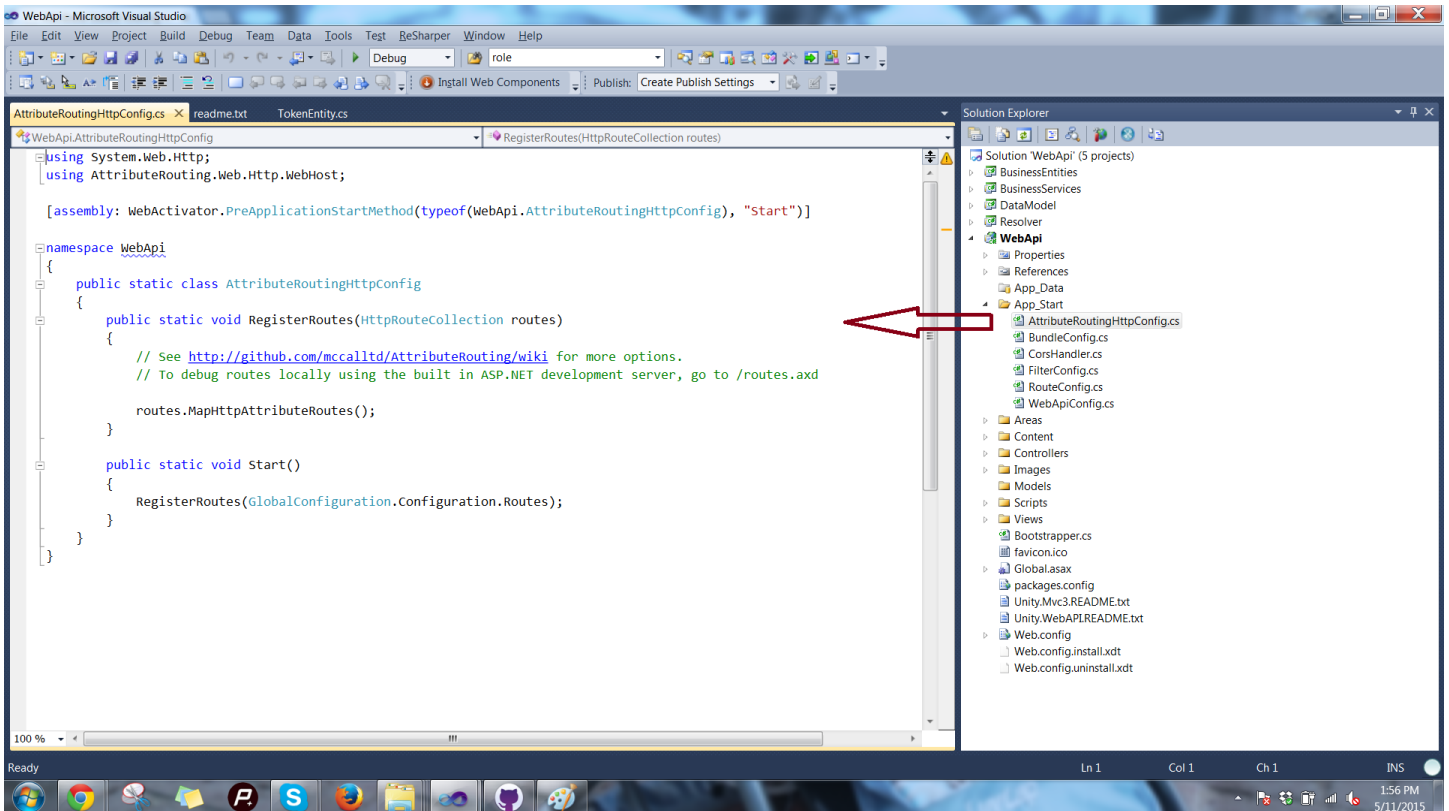 WebApi - Microsoft Visual Studio
File Edit View Project Build Debug Team Data Tools Test ReSharper Window Help
Debug role
Install Web Components Publish: Create Publish Settings
AttributeRoutingHttpConfig.cs readme.txt TokenEntity.cs
WebApi.AttributeRoutingHttpConfig RegisterRoutes(HttpRouteCollection routes)
using System.Web.Http;
using AttributeRouting.Web.Http.WebHost;
[assembly: WebActivator.PreApplicationStartMethod(typeof(WebApi.AttributeRoutingHttpConfig), "Start")]
namespace WebApi
{
public static class AttributeRoutingHttpConfig
{
public static void RegisterRoutes(HttpRouteCollection routes)
{
// See http://github.com/mccalltd/AttributeRouting/wiki for more options.
// To debug routes locally using the built in ASP.NET development server, go to /routes.axd
routes.MapHttpAttributeRoutes();
}
public static void Start()
{
RegisterRoutes(GlobalConfiguration.Configuration.Routes);
}
}
}
100 %
Solution Explorer
Solution 'WebApi' (5 projects)
BusinessEntities
BusinessServices
DataModel
Resolver
WebApi
Properties
References
App_Data
App_Start
AttributeRoutingHttpConfig.cs
BundleConfig.cs
CorsHandler.cs
FilterConfig.cs
RouteConfig.cs
WebApiConfig.cs
Areas
Content
Controllers
Images
Models
Scripts
Views
Bootstrapper.cs
favicon.ico
Global.asax
packages.config
Unity.Mvc3.README.txt
Unity.WebAPI.README.txt
Web.config
Web.config.install.xdt
Web.config.uninstall.xdt
Ready Ln 1 Col 1 Ch 1 INS
1:56 PM
5/11/2015